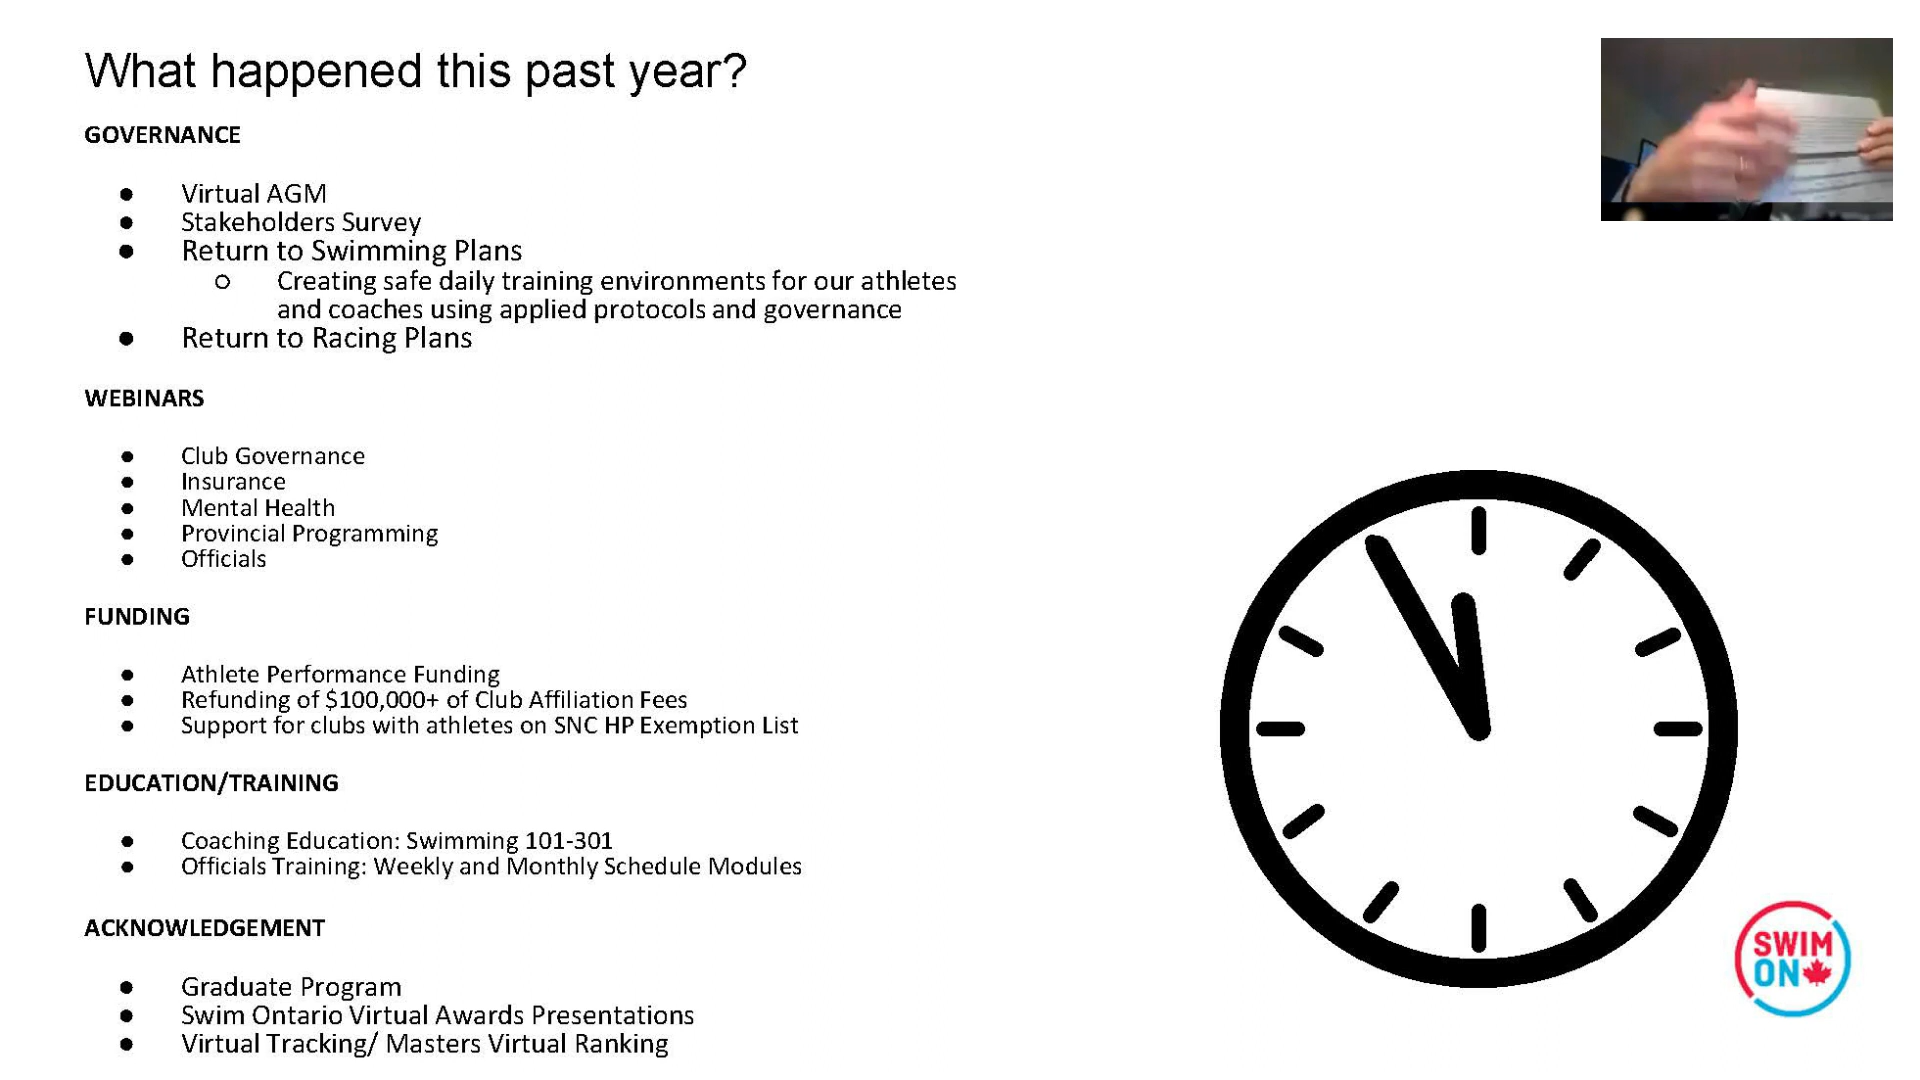 What happened this past year?
GOVERNANCE
● Virtual AGM
● Stakeholders Survey
● Return to Swimming Plans
○ Creating safe daily training environments for our athletes
and coaches using applied protocols and governance
● Return to Racing Plans
WEBINARS
● Club Governance
● Insurance
● Mental Health
● Provincial Programming
● Officials
FUNDING
● Athlete Performance Funding
● Refunding of $100,000+ of Club Affiliation Fees
● Support for clubs with athletes on SNC HP Exemption List
EDUCATION/TRAINING
● Coaching Education: Swimming 101-301
● Officials Training: Weekly and Monthly Schedule Modules
ACKNOWLEDGEMENT
● Graduate Program
● Swim Ontario Virtual Awards Presentations
● Virtual Tracking/ Masters Virtual Ranking
SWIM
ON